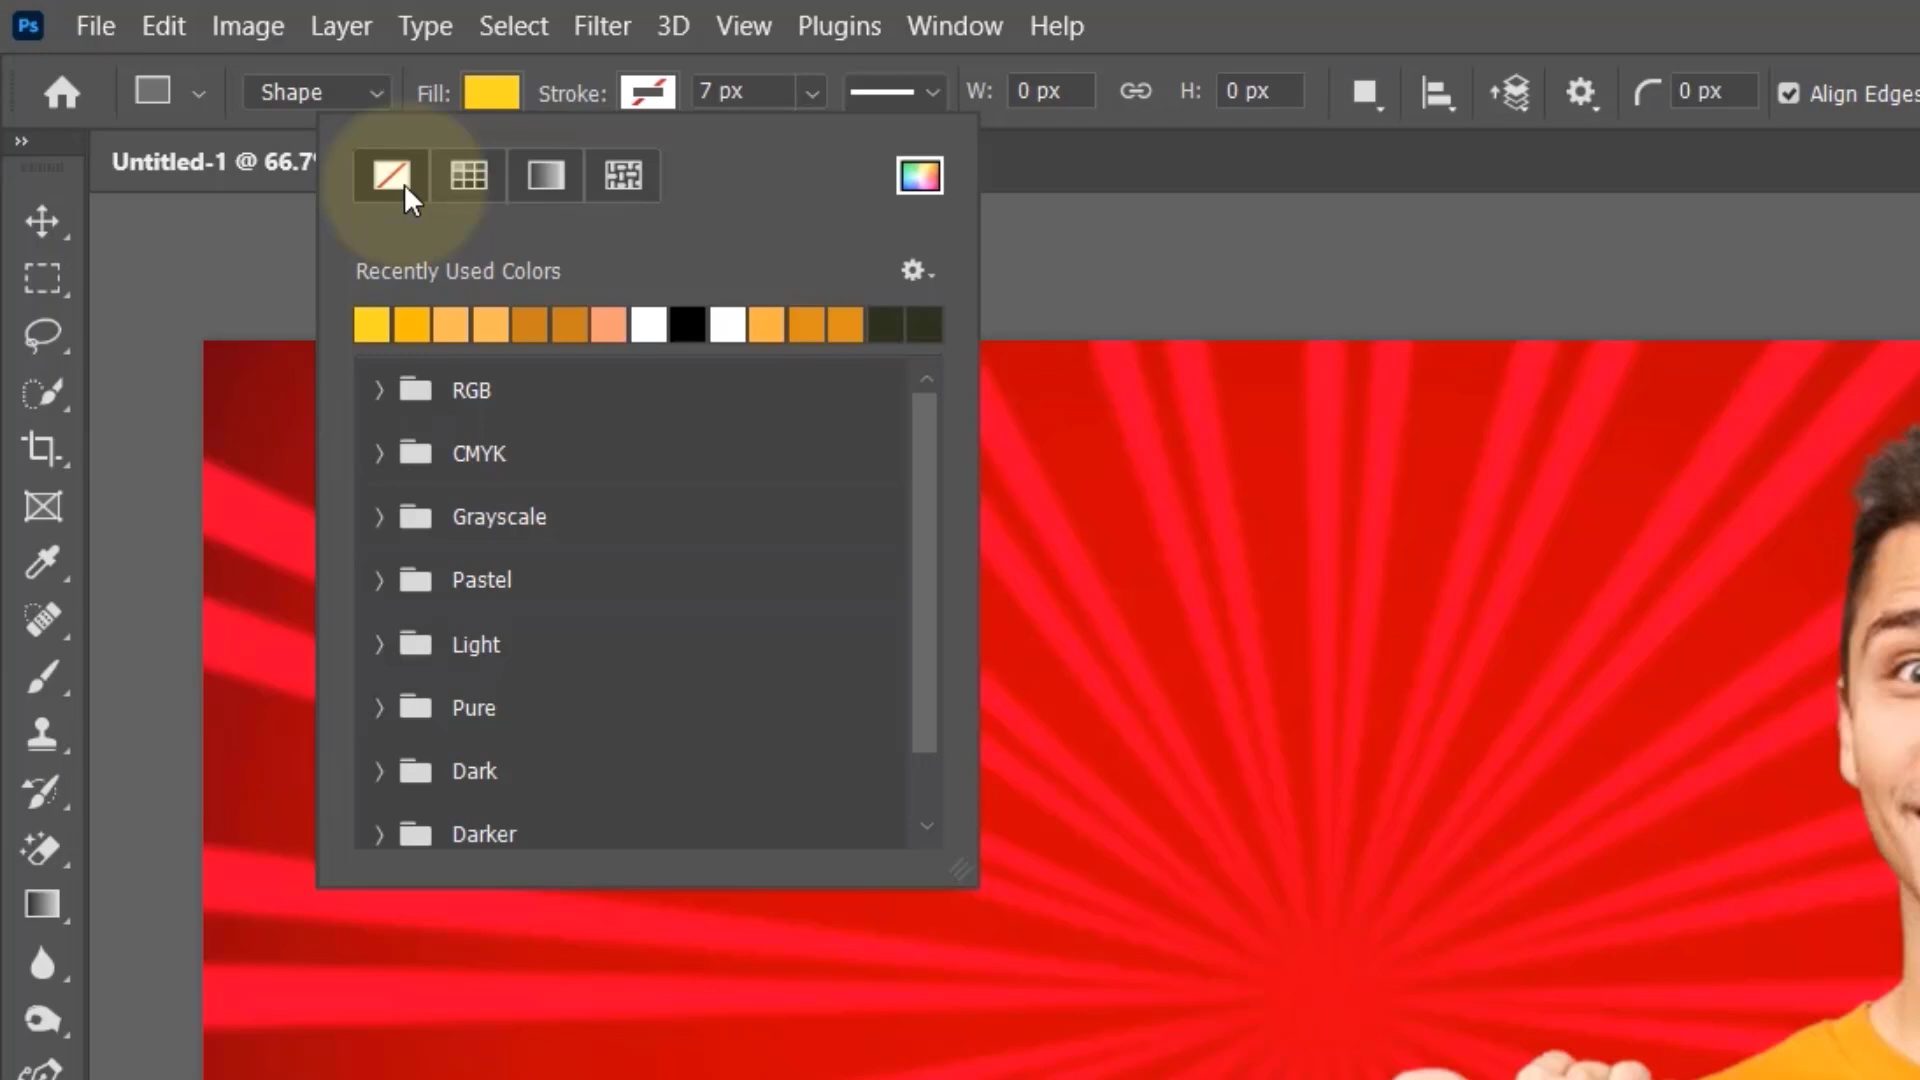 Ps File Edit Image Layer Type Select Filter 3D View Plugins Window Help
Shape Fill: Stroke: 7 px W: 0 px H: 0 px 0 px Align Edges
Untitled-1 @ 66.7
Recently Used Colors
RGB
CMYK
Grayscale
Pastel
Light
Pure
Dark
Darker